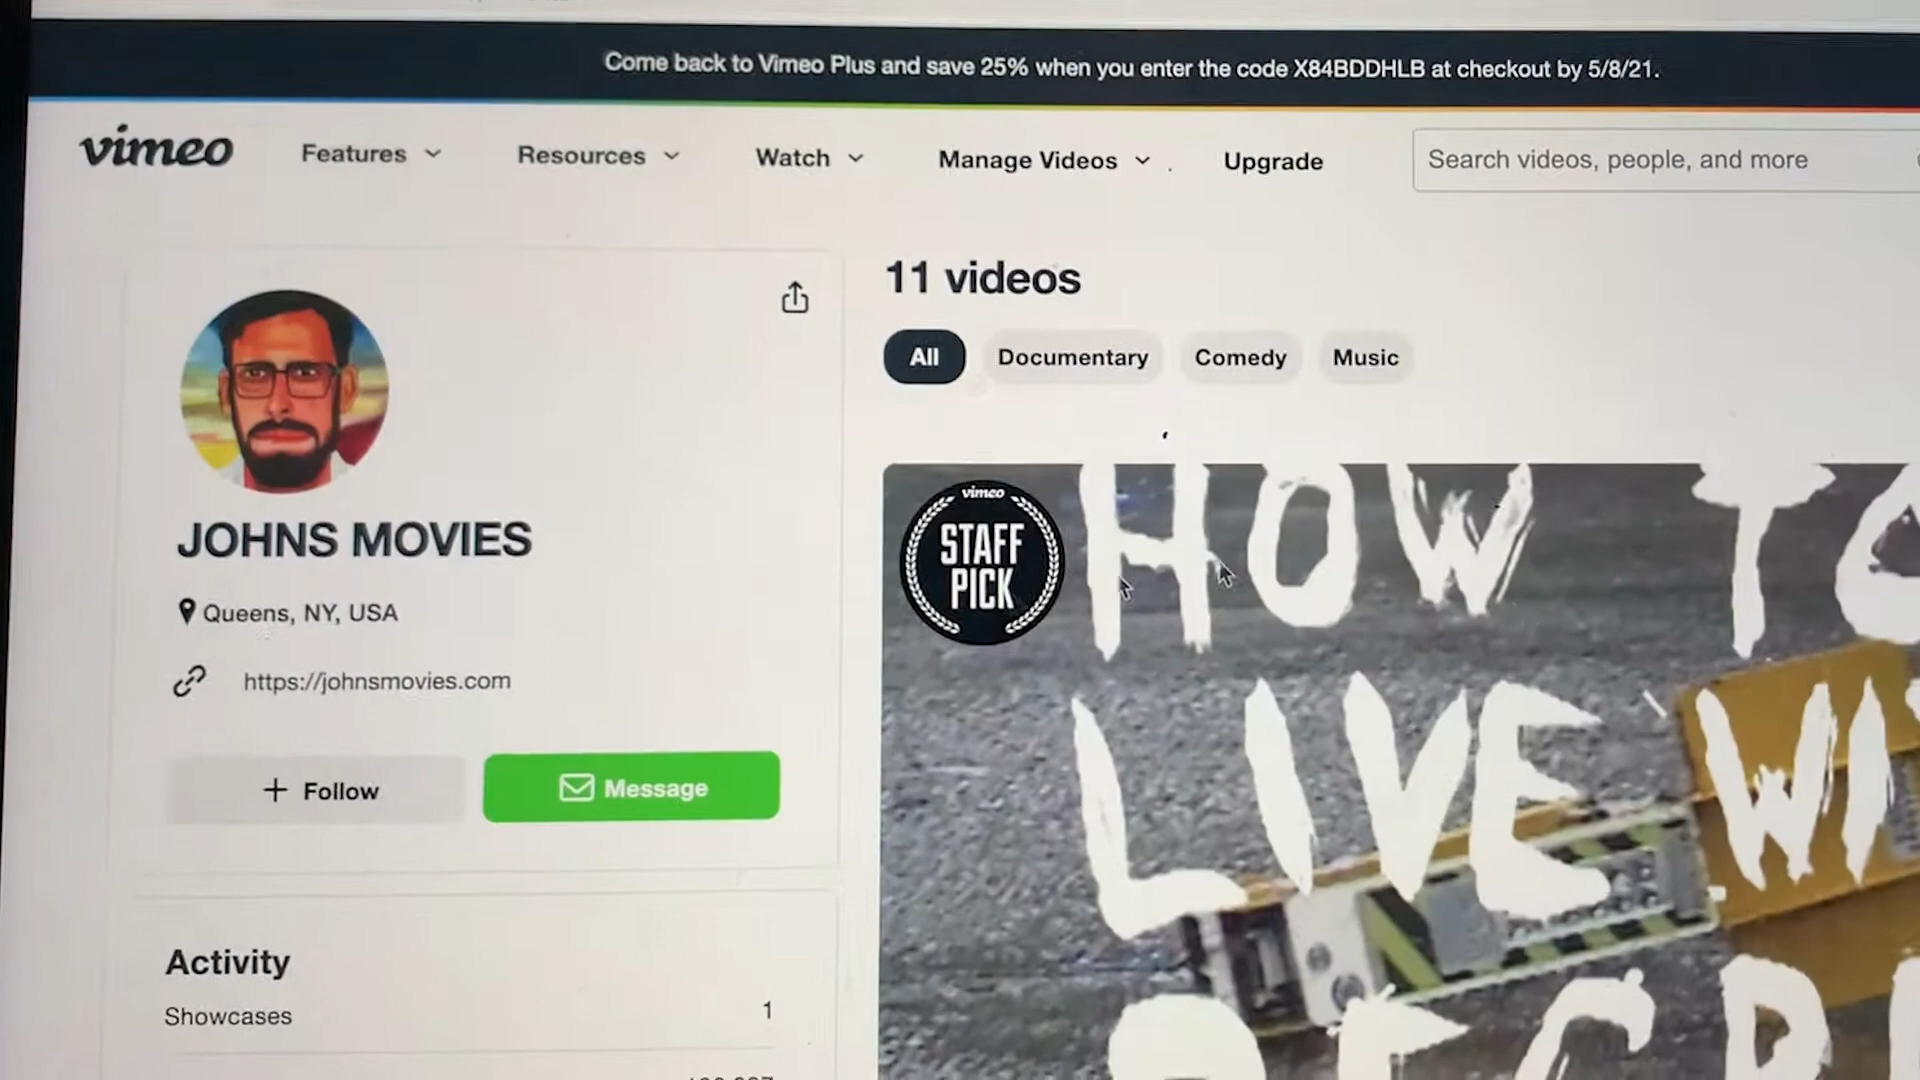 Come back to Vimeo Plus and save 25% when you enter the code X84BDDHLB at checkout by 5/8/21.
vimeo Features Resources Watch Manage Videos Upgrade Search videos, people, and more
11 videos
All Documentary Comedy Music
vimeo
STAFF
PICK
HOW TO
LIVE WI
JOHNS MOVIES
Queens, NY, USA
https://johnsmovies.com
+ Follow Message
Activity
Showcases 1